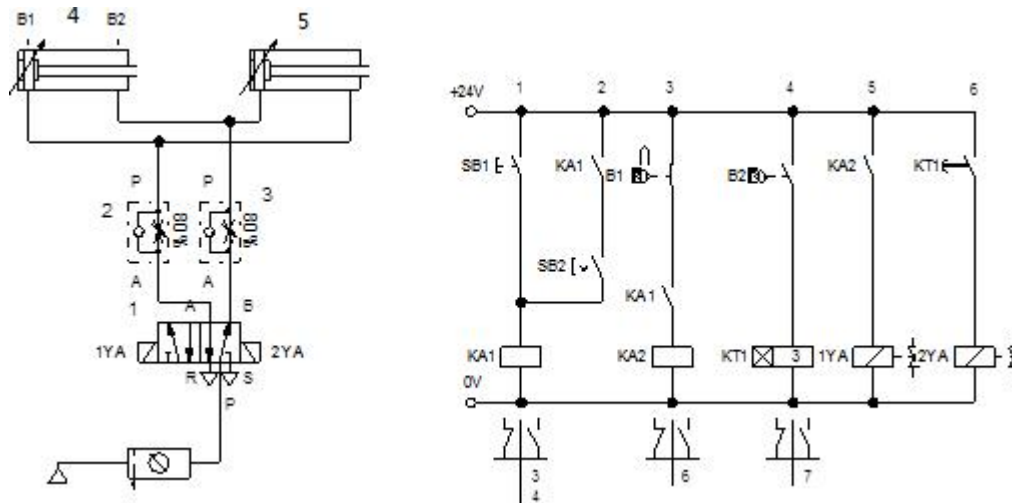 B1 4 B2 5
P P
2 3
80% 80%
A A
1 A B
1YA 2YA
R S
P
1 2 3 4 5 6
+24V
SB1 KA1 B1 B2 KA2 KT1
SB2
KA1
KA1 KA2 KT1 3 1YA 2YA
0V
3 6 7
4